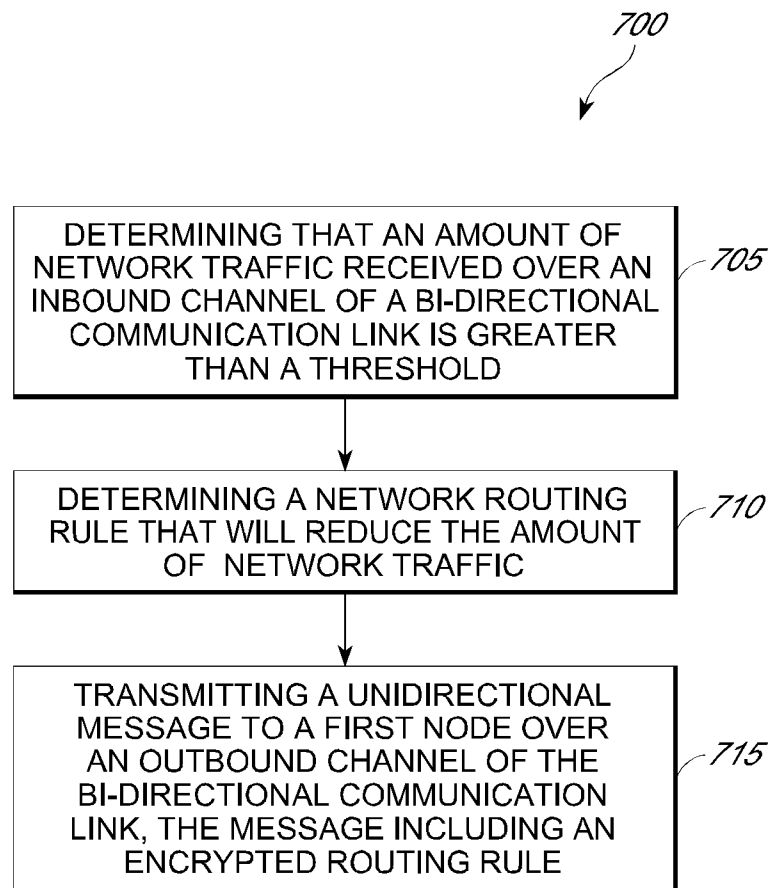 700
DETERMINING THAT AN AMOUNT OF
NETWORK TRAFFIC RECEIVED OVER AN
INBOUND CHANNEL OF A BI-DIRECTIONAL
COMMUNICATION LINK IS GREATER
THAN A THRESHOLD
705
DETERMINING A NETWORK ROUTING
RULE THAT WILL REDUCE THE AMOUNT
OF NETWORK TRAFFIC
710
TRANSMITTING A UNIDIRECTIONAL
MESSAGE TO A FIRST NODE OVER
AN OUTBOUND CHANNEL OF THE
BI-DIRECTIONAL COMMUNICATION
LINK, THE MESSAGE INCLUDING AN
ENCRYPTED ROUTING RULE
715